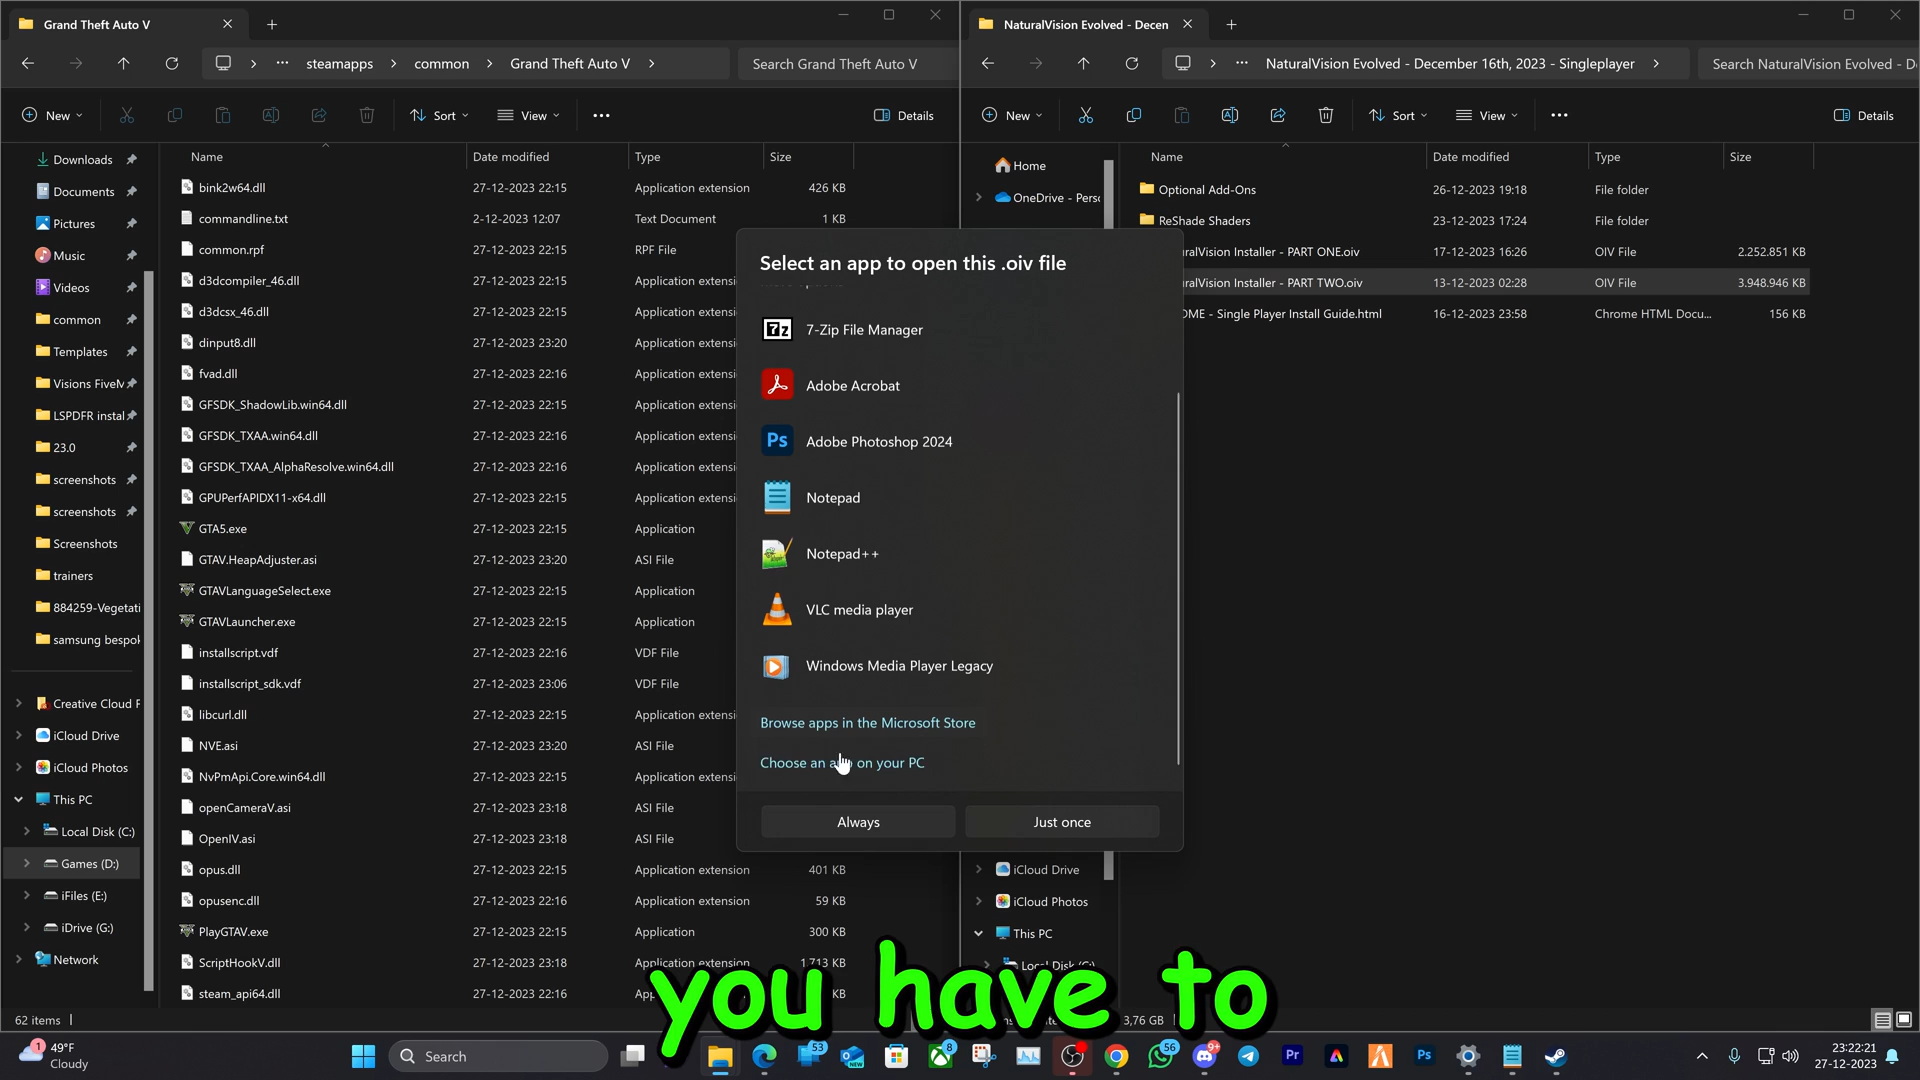 Grand Theft Auto V
steamapps > common > Grand Theft Auto V >
Search Grand Theft Auto V
New
Sort
View
Details
Name
Date modified
Type
Size
Downloads
Documents
Pictures
Music
Videos
common
Templates
Visions FiveM
LSPDFR instal
23.0
screenshots
screenshots
Screenshots
trainers
884259-Vegetati
samsung bespok
Creative Cloud F
iCloud Drive
iCloud Photos
This PC
Local Disk (C:)
Games (D:)
iFiles (E:)
iDrive (G:)
Network
bink2w64.dll 27-12-2023 22:15 Application extension 426 KB
commandline.txt 2-12-2023 12:07 Text Document 1 KB
common.rpf 27-12-2023 22:15 RPF File
d3dcompiler_46.dll 27-12-2023 22:15 Application extensi
d3dcsx_46.dll 27-12-2023 22:15 Application extensi
dinput8.dll 27-12-2023 23:20 Application extensi
fvad.dll 27-12-2023 22:16 Application extensi
GFSDK_ShadowLib.win64.dll 27-12-2023 22:15 Application extensi
GFSDK_TXAA.win64.dll 27-12-2023 22:16 Application extensi
GFSDK_TXAA_AlphaResolve.win64.dll 27-12-2023 22:16 Application extensi
GPUPerfAPIDX11-x64.dll 27-12-2023 22:15 Application extensi
GTA5.exe 27-12-2023 22:15 Application
GTAV.HeapAdjuster.asi 27-12-2023 23:20 ASI File
GTAVLanguageSelect.exe 27-12-2023 22:15 Application
GTAVLauncher.exe 27-12-2023 22:15 Application
installscript.vdf 27-12-2023 22:16 VDF File
installscript_sdk.vdf 27-12-2023 23:06 VDF File
libcurl.dll 27-12-2023 22:15 Application extensi
NVE.asi 27-12-2023 23:20 ASI File
NvPmApi.Core.win64.dll 27-12-2023 22:15 Application extensi
openCameraV.asi 27-12-2023 23:18 ASI File
OpenIV.asi 27-12-2023 23:18 ASI File
opus.dll 27-12-2023 22:15 Application extension 401 KB
opusenc.dll 27-12-2023 22:16 Application extension 59 KB
PlayGTAV.exe 27-12-2023 22:15 Application 300 KB
ScriptHookV.dll 27-12-2023 23:18 Application extension 1.713 KB
steam_api64.dll 27-12-2023 22:16 Application extension KB
62 items
NaturalVision Evolved - Decen
NaturalVision Evolved - December 16th, 2023 - Singleplayer >
Search NaturalVision Evolved - D
New
Sort
View
Details
Name
Date modified
Type
Size
Home
OneDrive - Perso
Optional Add-Ons 26-12-2023 19:18 File folder
ReShade Shaders 23-12-2023 17:24 File folder
uralVision Installer - PART ONE.oiv 17-12-2023 16:26 OIV File 2.252.851 KB
uralVision Installer - PART TWO.oiv 13-12-2023 02:28 OIV File 3.948.946 KB
DME - Single Player Install Guide.html 16-12-2023 23:58 Chrome HTML Docu... 156 KB
iCloud Drive
iCloud Photos
This PC
Local Disk (C:)
3,76 GB
Select an app to open this .oiv file
7-Zip File Manager
Adobe Acrobat
Adobe Photoshop 2024
Notepad
Notepad++
VLC media player
Windows Media Player Legacy
Browse apps in the Microsoft Store
Choose an app on your PC
Always
Just once
you have to
1
49°F
Cloudy
Search
53
NEW
8
56
9+
Pr
Ps
23:22:21
27-12-2023